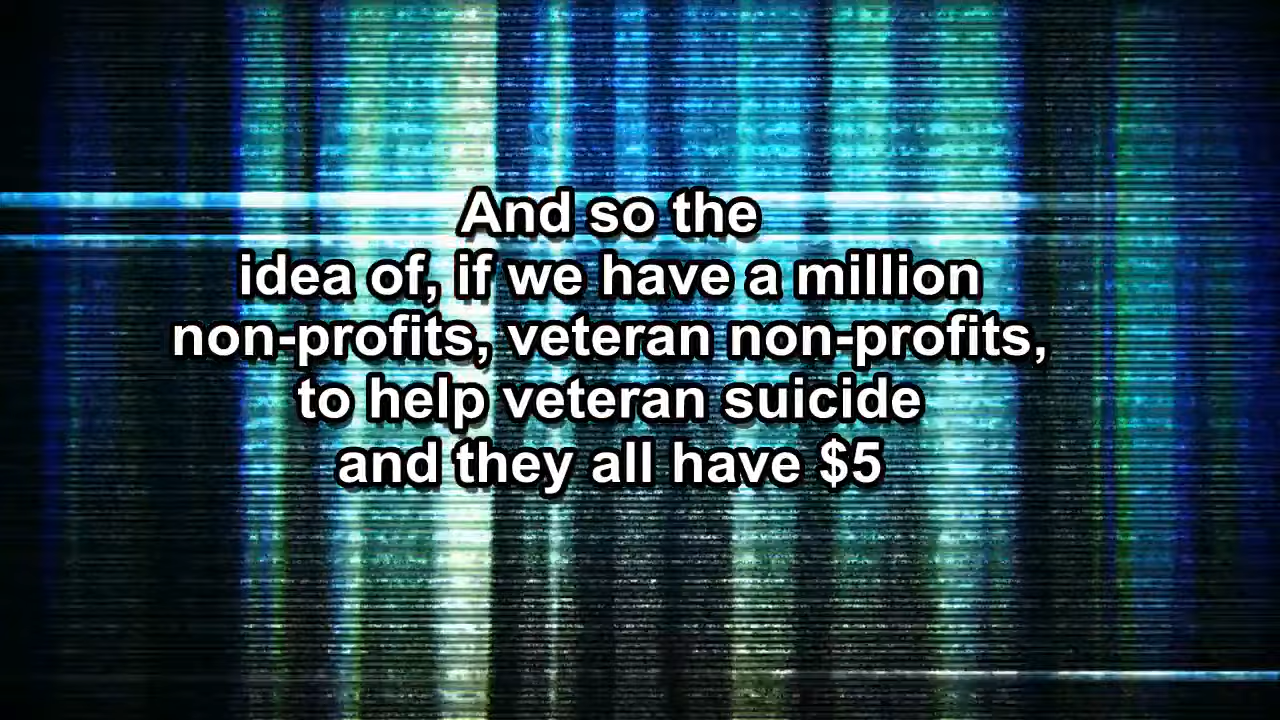 And so the
idea of, if we have a million
non-profits, veteran non-profits,
to help veteran suicide
and they all have $5